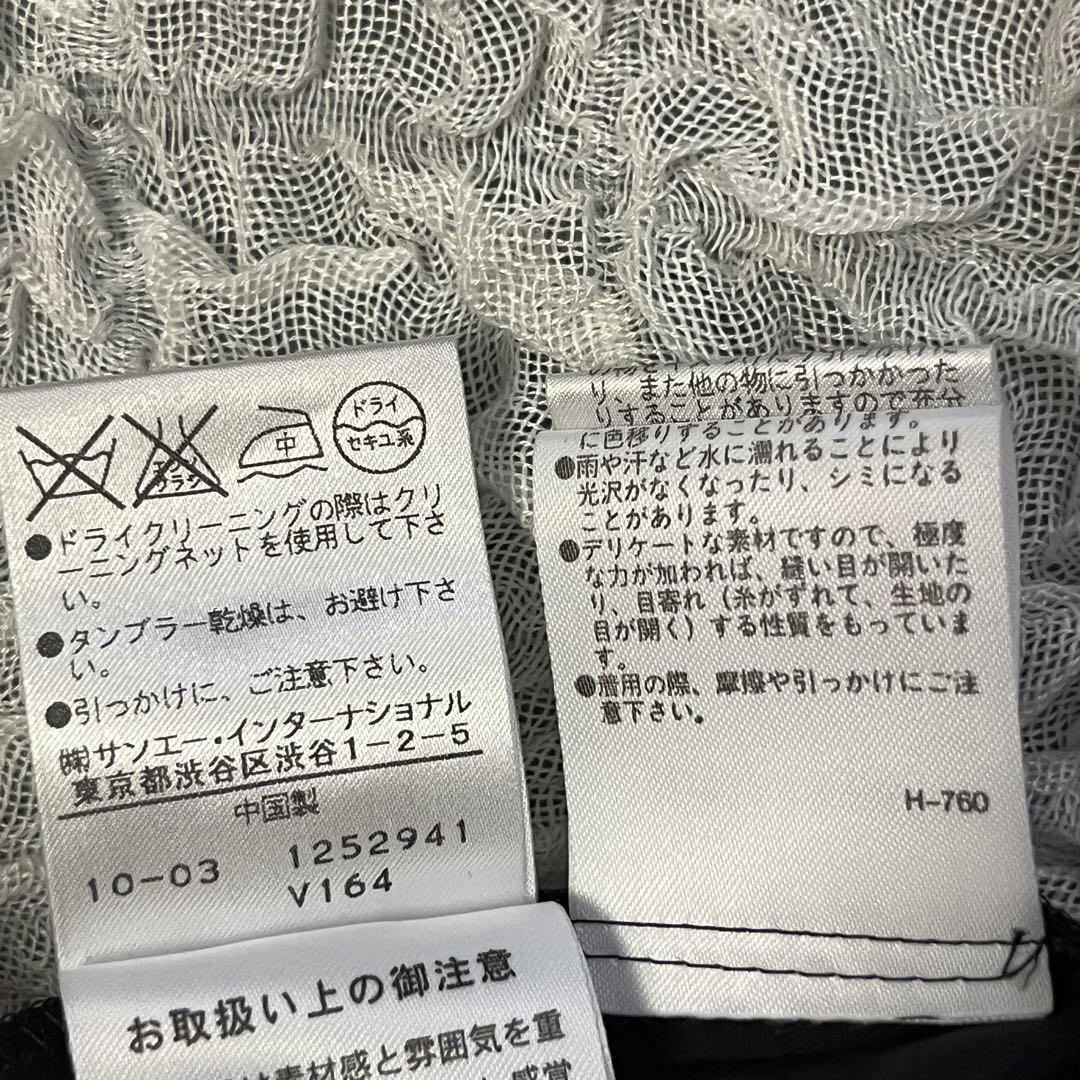 中
ドライ
セキユ系
●ドライクリーニングの際はクリ
ーニングネットを使用して下さ
い。
●タンブラー乾燥は、お避け下さ
い。
●引つかけに、ご注意下さい。
㈱サンエー・インターナショナル
東京都渋谷区渋谷1-2-5
中国製
10-03 1252941
V164
お取扱い上の御注意
素材感と雰囲気を重
り、また他の物に引つかかつた
りすることがありますので充分
に色移りすることがあります。
●雨や汗など水に濡れることにより
光沢がなくなったり、シミになる
ことがあります。
●デリケートな素材ですので、極度
な力が加われば、縫い目が開いた
り、目寄れ（糸がずれて、生地の
目が開く）する性質をもっていま
す。
●着用の際、摩擦や引っかけにご注
意下さい。
H-760